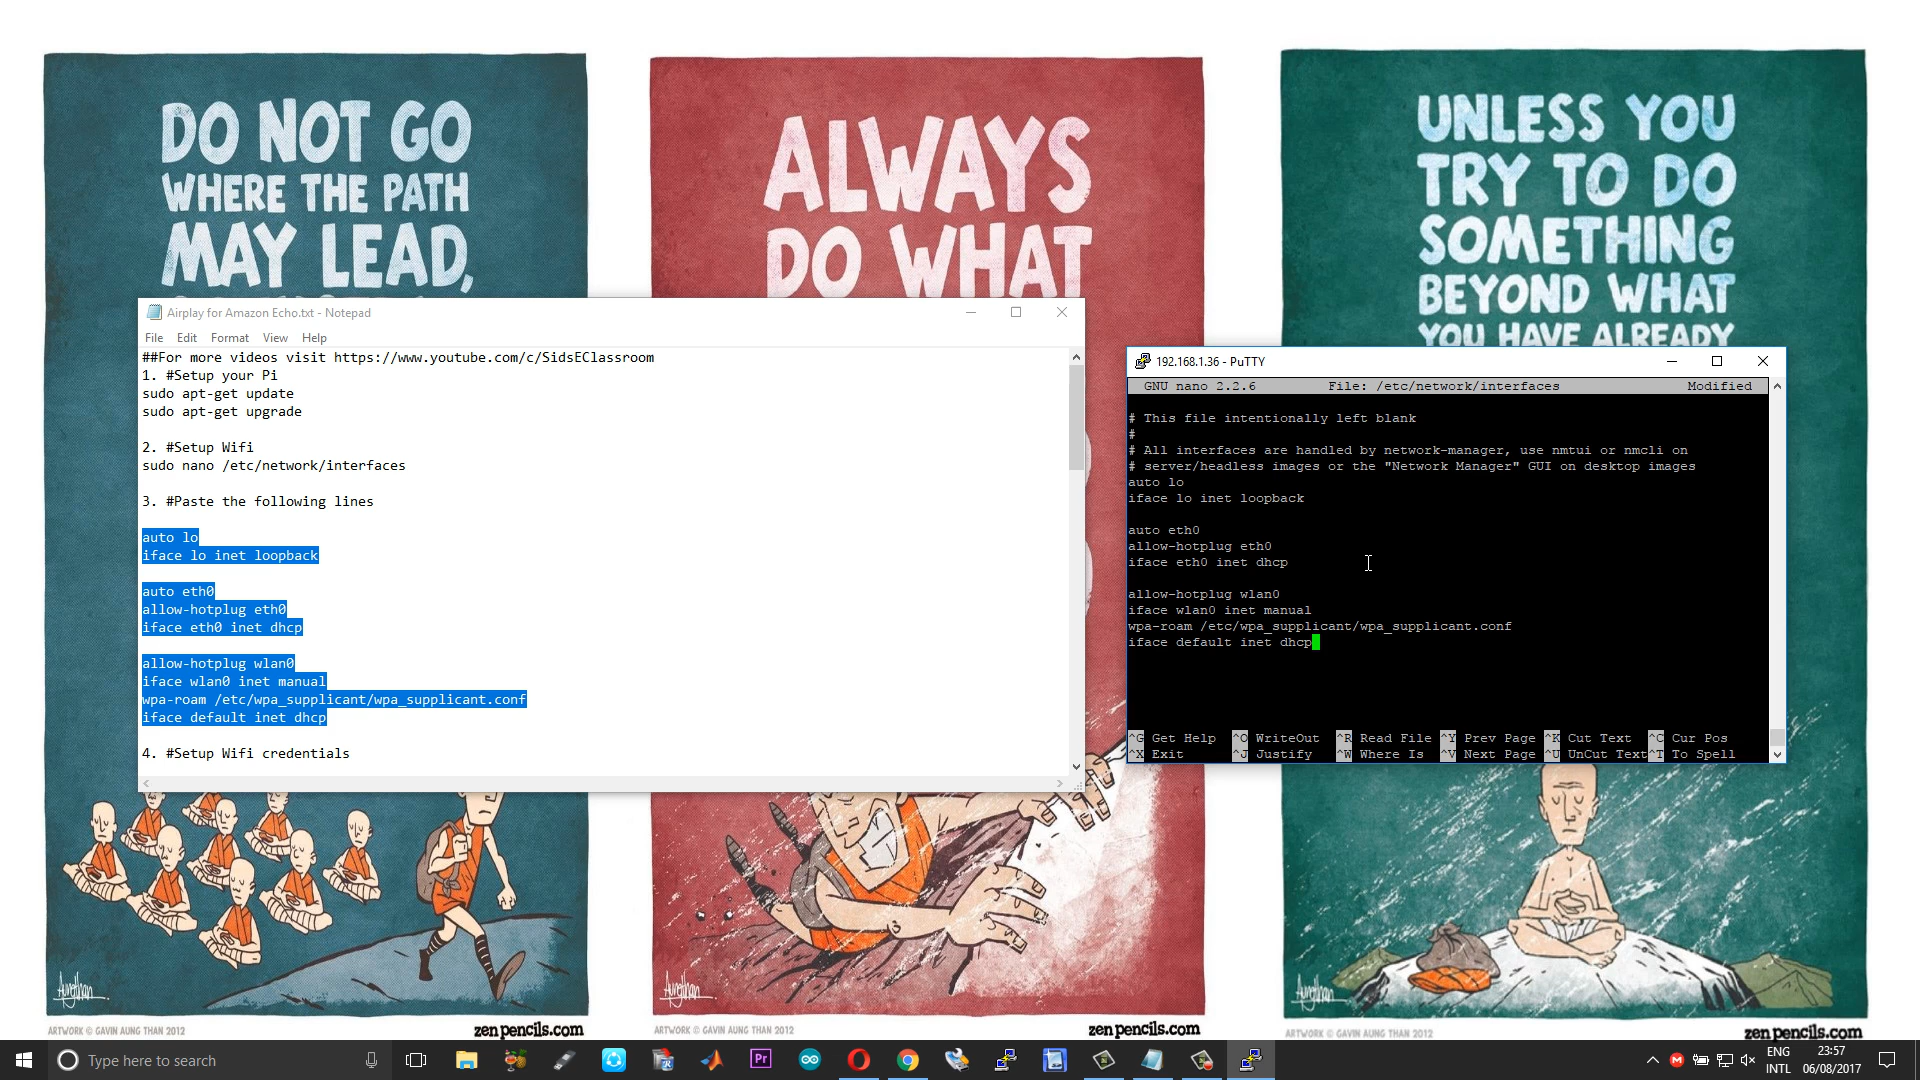 DO NOT GO
WHERE THE PATH
MAY LEAD,
ALWAYS
DO WHAT
UNLESS YOU
TRY TO DO
SOMETHING
BEYOND WHAT
YOU HAVE ALREADY
Airplay for Amazon Echo.txt - Notepad
File Edit Format View Help
##For more videos visit https://www.youtube.com/c/SidsEClassroom
1. #Setup your Pi
sudo apt-get update
sudo apt-get upgrade
2. #Setup Wifi
sudo nano /etc/network/interfaces
3. #Paste the following lines
auto lo
iface lo inet loopback
auto eth0
allow-hotplug eth0
iface eth0 inet dhcp
allow-hotplug wlan0
iface wlan0 inet manual
wpa-roam /etc/wpa_supplicant/wpa_supplicant.conf
iface default inet dhcp
4. #Setup Wifi credentials
192.168.1.36 - PuTTY
GNU nano 2.2.6 File: /etc/network/interfaces Modified
# This file intentionally left blank
#
# All interfaces are handled by network-manager, use nmtui or nmcli on
# server/headless images or the "Network Manager" GUI on desktop images
auto lo
iface lo inet loopback
auto eth0
allow-hotplug eth0
iface eth0 inet dhcp
allow-hotplug wlan0
iface wlan0 inet manual
wpa-roam /etc/wpa_supplicant/wpa_supplicant.conf
iface default inet dhcp
^G Get Help ^O WriteOut ^R Read File ^Y Prev Page ^K Cut Text ^C Cur Pos
^X Exit ^J Justify ^W Where Is ^V Next Page ^U UnCut Text ^T To Spell
ARTWORK © GAVIN AUNG THAN 2012 zenpencils.com
ARTWORK © GAVIN AUNG THAN 2012 zenpencils.com
ARTWORK © GAVIN AUNG THAN 2012 zenpencils.com
Type here to search
Pr
ENG
INTL
23:57
06/08/2017